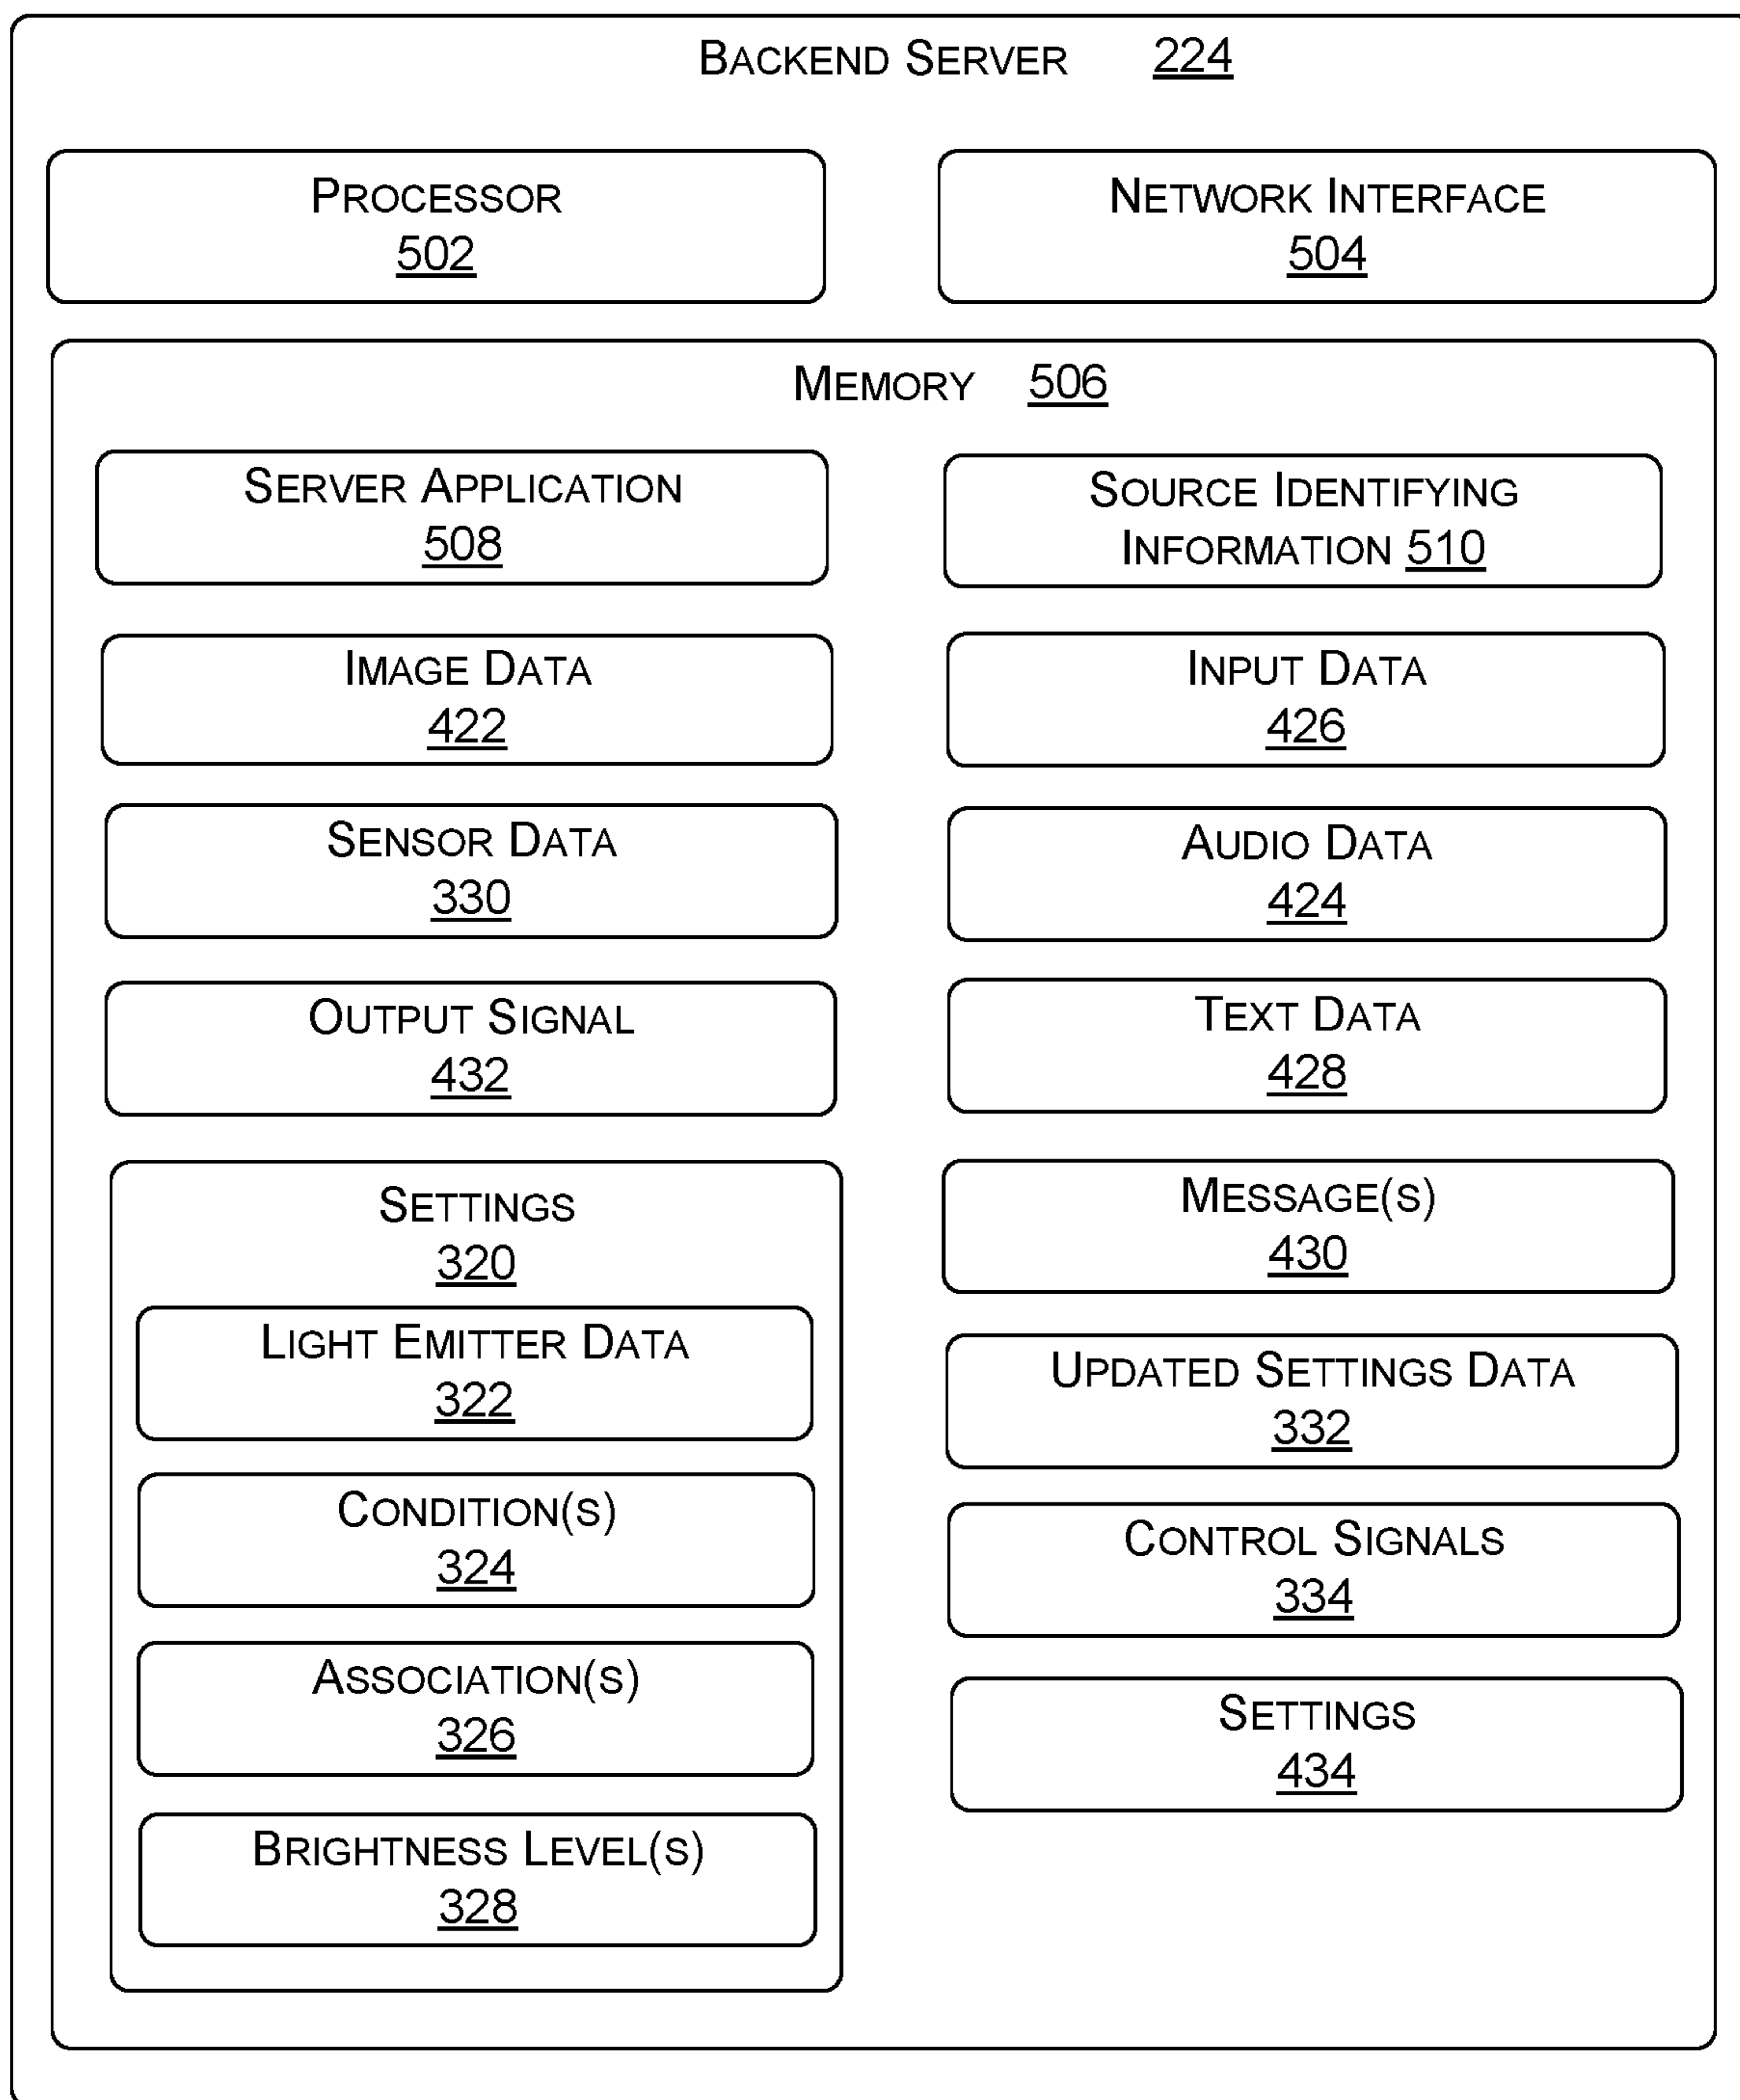 BACKEND SERVER 224
PROCESSOR
502
NETWORK INTERFACE
504
MEMORY 506
SERVER APPLICATION
508
SOURCE IDENTIFYING
INFORMATION 510
IMAGE DATA
422
INPUT DATA
426
SENSOR DATA
330
AUDIO DATA
424
OUTPUT SIGNAL
432
TEXT DATA
428
SETTINGS
320
LIGHT EMITTER DATA
322
CONDITION(S)
324
ASSOCIATION(S)
326
BRIGHTNESS LEVEL(S)
328
MESSAGE(S)
430
UPDATED SETTINGS DATA
332
CONTROL SIGNALS
334
SETTINGS
434